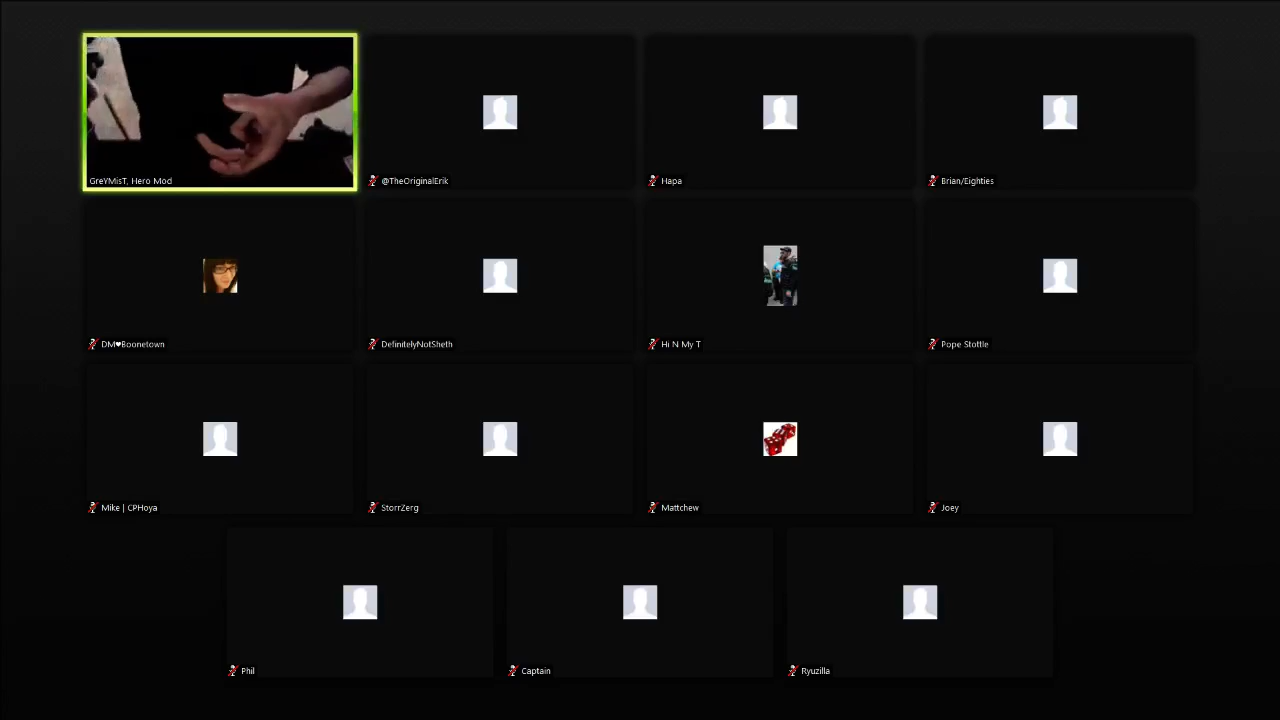 GreYMisT, Hero Mod
@TheOriginalErik
Hapa
Brian/Eighties
DM♥Boonetown
DefinitelyNotSheth
Hi N My T
Pope Stottle
Mike | CPHoya
StorrZerg
Mattchew
Joey
Phil
Captain
Ryuzilla